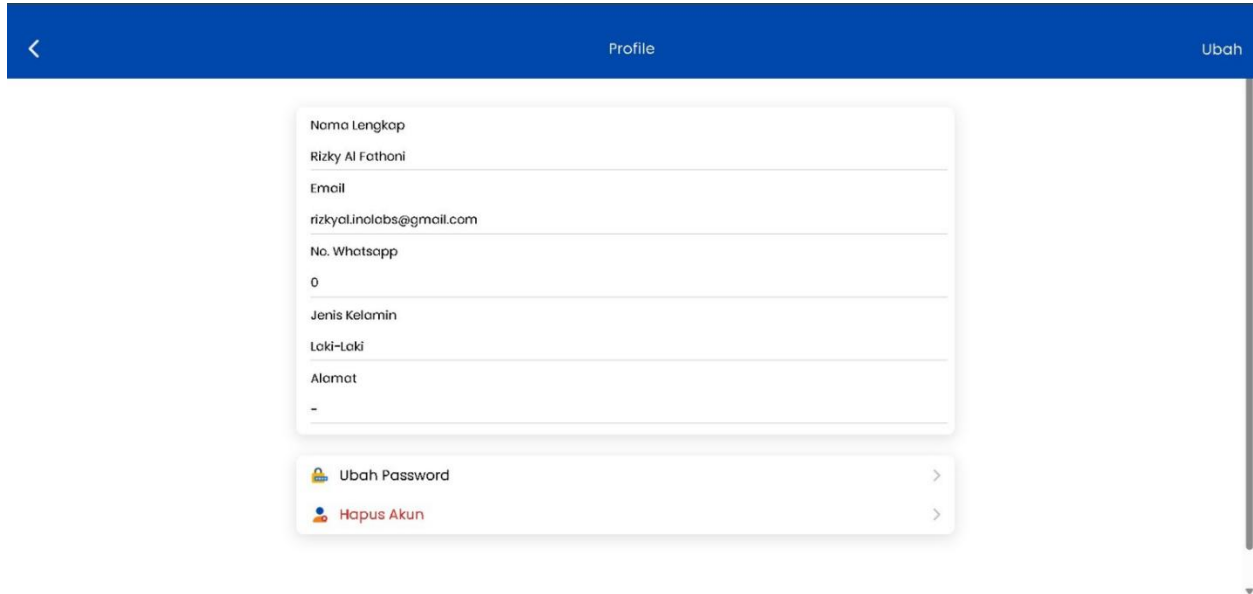 Profile
Ubah
Nama Lengkap
Rizky Al Fathoni
Email
rizkyal.inolabs@gmail.com
No. Whatsapp
0
Jenis Kelamin
Laki-Laki
Alamat
-
Ubah Password
Hapus Akun